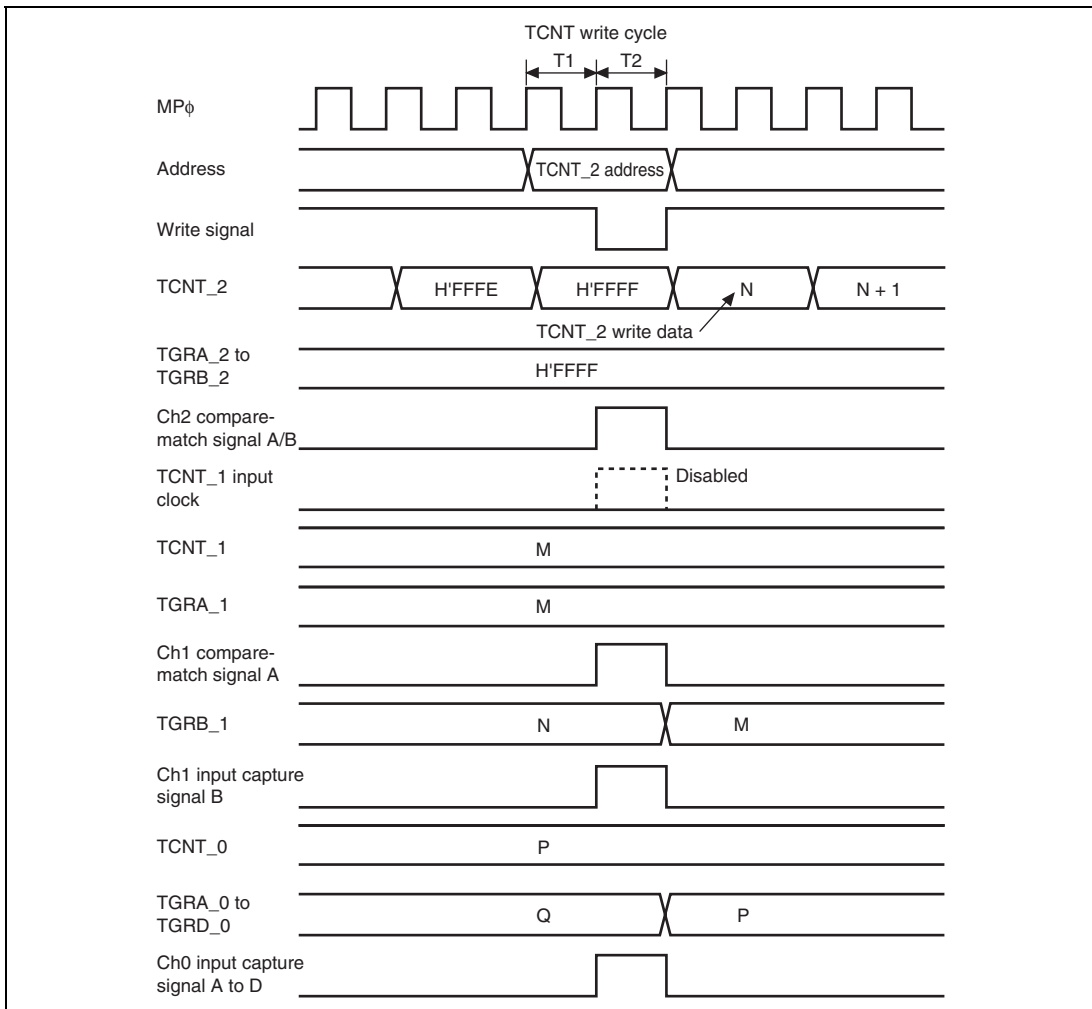 TCNT write cycle
T1 T2
MPϕ
Address
TCNT_2 address
Write signal
TCNT_2
H'FFFE H'FFFF N N + 1
TCNT_2 write data
TGRA_2 to
TGRB_2
H'FFFF
Ch2 compare-
match signal A/B
TCNT_1 input
clock
Disabled
TCNT_1
M
TGRA_1
M
Ch1 compare-
match signal A
TGRB_1
N M
Ch1 input capture
signal B
TCNT_0
P
TGRA_0 to
TGRD_0
Q P
Ch0 input capture
signal A to D